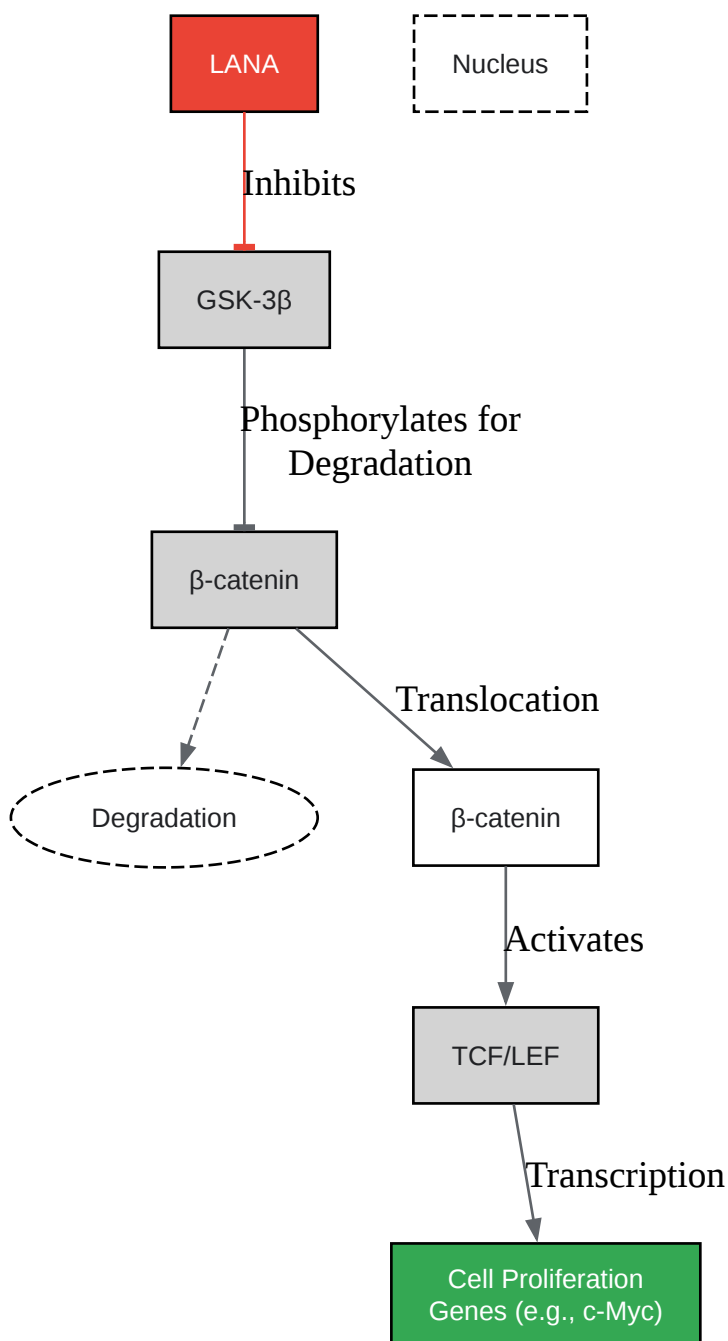 LANA
Nucleus
Inhibits
GSK-3β
Phosphorylates for
Degradation
β-catenin
Translocation
Degradation
β-catenin
Activates
TCF/LEF
Transcription
Cell Proliferation
Genes (e.g., c-Myc)